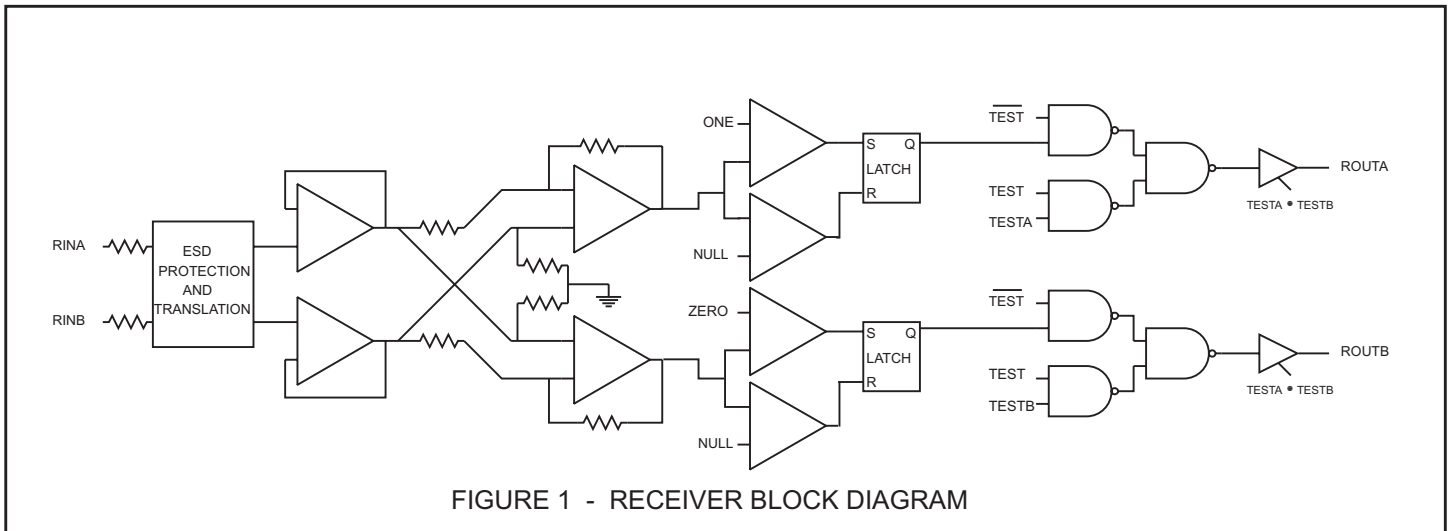 RINA
RINB
ESD
PROTECTION
AND
TRANSLATION
ONE
NULL
S Q
LATCH
R
TEST
TEST
TESTA
ROUTA
TESTA • TESTB
ZERO
NULL
S Q
LATCH
R
TEST
TEST
TESTB
ROUTB
TESTA • TESTB
FIGURE 1 - RECEIVER BLOCK DIAGRAM